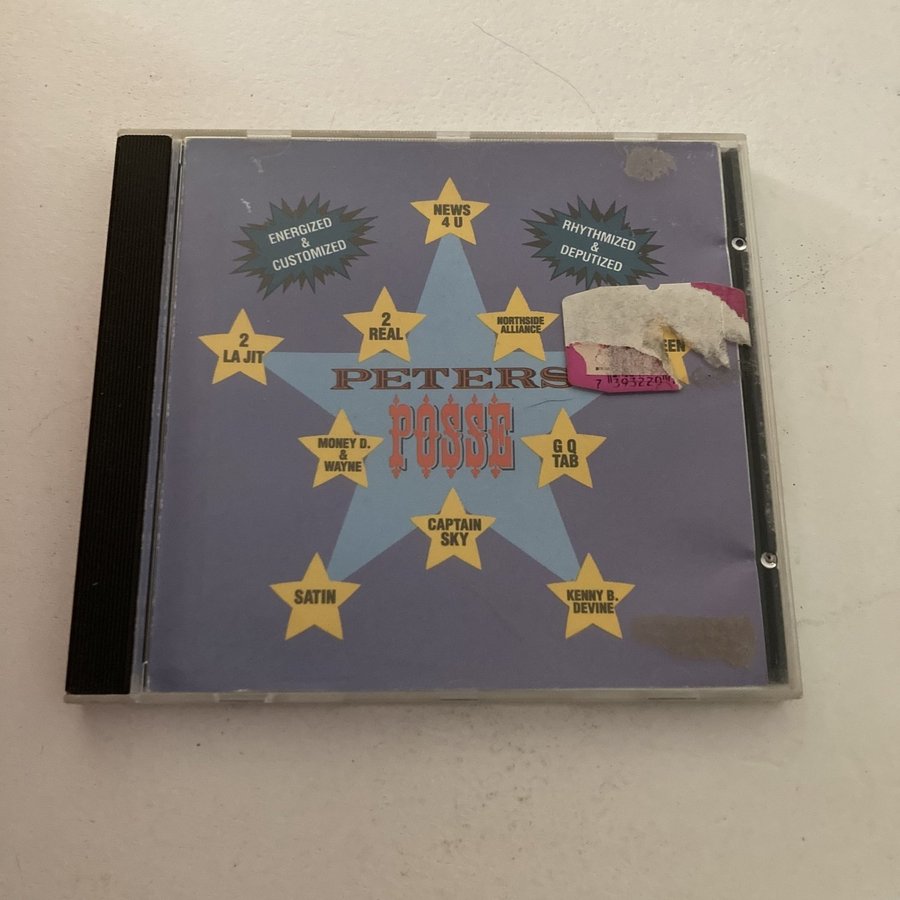 NEWS
4 U
ENERGIZED
&
CUSTOMIZED
RHYTHMIZED
&
DEPUTIZED
2
LA JIT
2
REAL
NORTHSIDE
ALLIANCE
PETERS
POSSE
MONEY D.
&
WAYNE
G Q
TAB
CAPTAIN
SKY
SATIN
KENNY B.
DEVINE